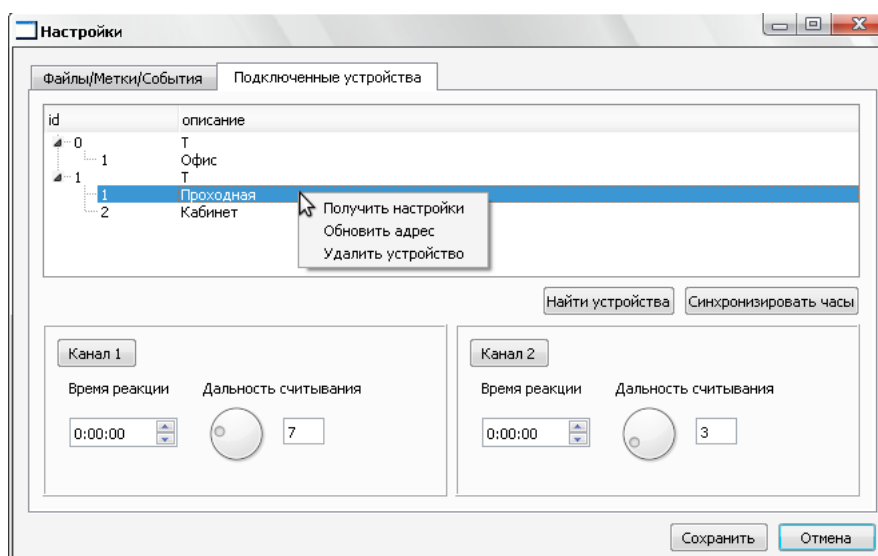 Настройки
Файлы/Метки/События Подключенные устройства
id описание
0 Т
1 Офис
1 Т
1 Проходная
2 Кабинет
Получить настройки
Обновить адрес
Удалить устройство
Найти устройства Синхронизировать часы
Канал 1
Время реакции Дальность считывания
0:00:00 7
Канал 2
Время реакции Дальность считывания
0:00:00 3
Сохранить Отмена